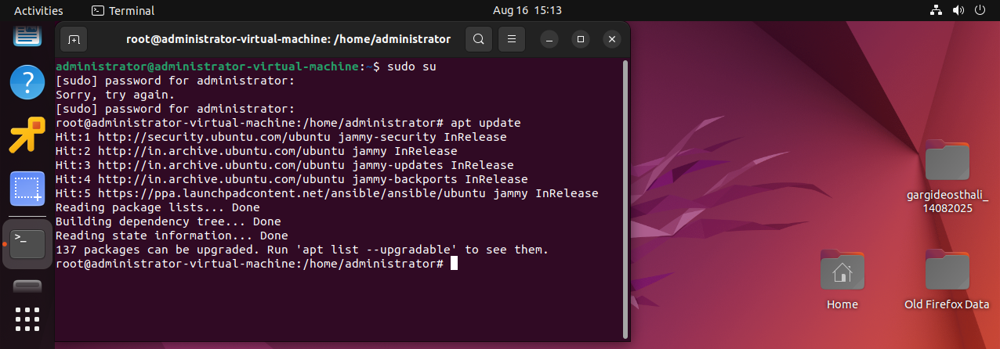 Activities
Terminal
Aug 16 15:13
root@administrator-virtual-machine: /home/administrator
administrator@administrator-virtual-machine:~$ sudo su
[sudo] password for administrator:
Sorry, try again.
[sudo] password for administrator:
root@administrator-virtual-machine:/home/administrator# apt update
Hit:1 http://security.ubuntu.com/ubuntu jammy-security InRelease
Hit:2 http://in.archive.ubuntu.com/ubuntu jammy InRelease
Hit:3 http://in.archive.ubuntu.com/ubuntu jammy-updates InRelease
Hit:4 http://in.archive.ubuntu.com/ubuntu jammy-backports InRelease
Hit:5 https://ppa.launchpadcontent.net/ansible/ansible/ubuntu jammy InRelease
Reading package lists... Done
Building dependency tree... Done
Reading state information... Done
137 packages can be upgraded. Run 'apt list --upgradable' to see them.
root@administrator-virtual-machine:/home/administrator#
gargideosthali_
14082025
Home
Old Firefox Data